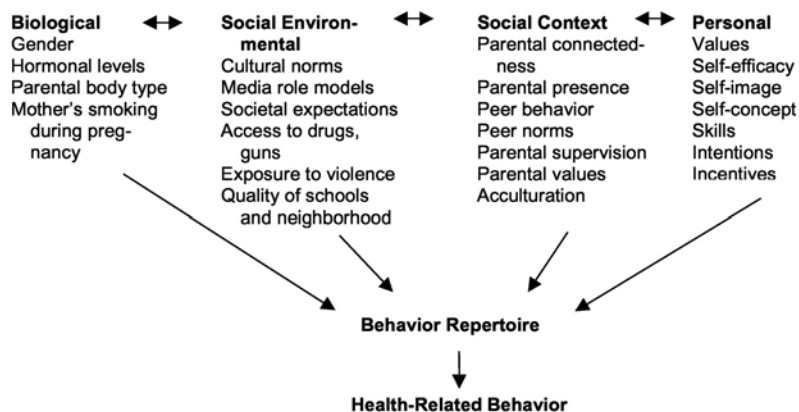 Biological
Gender
Hormonal levels
Parental body type
Mother's smoking
during preg-
nancy
Social Environ-
mental
Cultural norms
Media role models
Societal expectations
Access to drugs,
guns
Exposure to violence
Quality of schools
and neighborhood
Social Context
Parental connected-
ness
Parental presence
Peer behavior
Peer norms
Parental supervision
Parental values
Acculturation
Personal
Values
Self-efficacy
Self-image
Self-concept
Skills
Intentions
Incentives
Behavior Repertoire
Health-Related Behavior